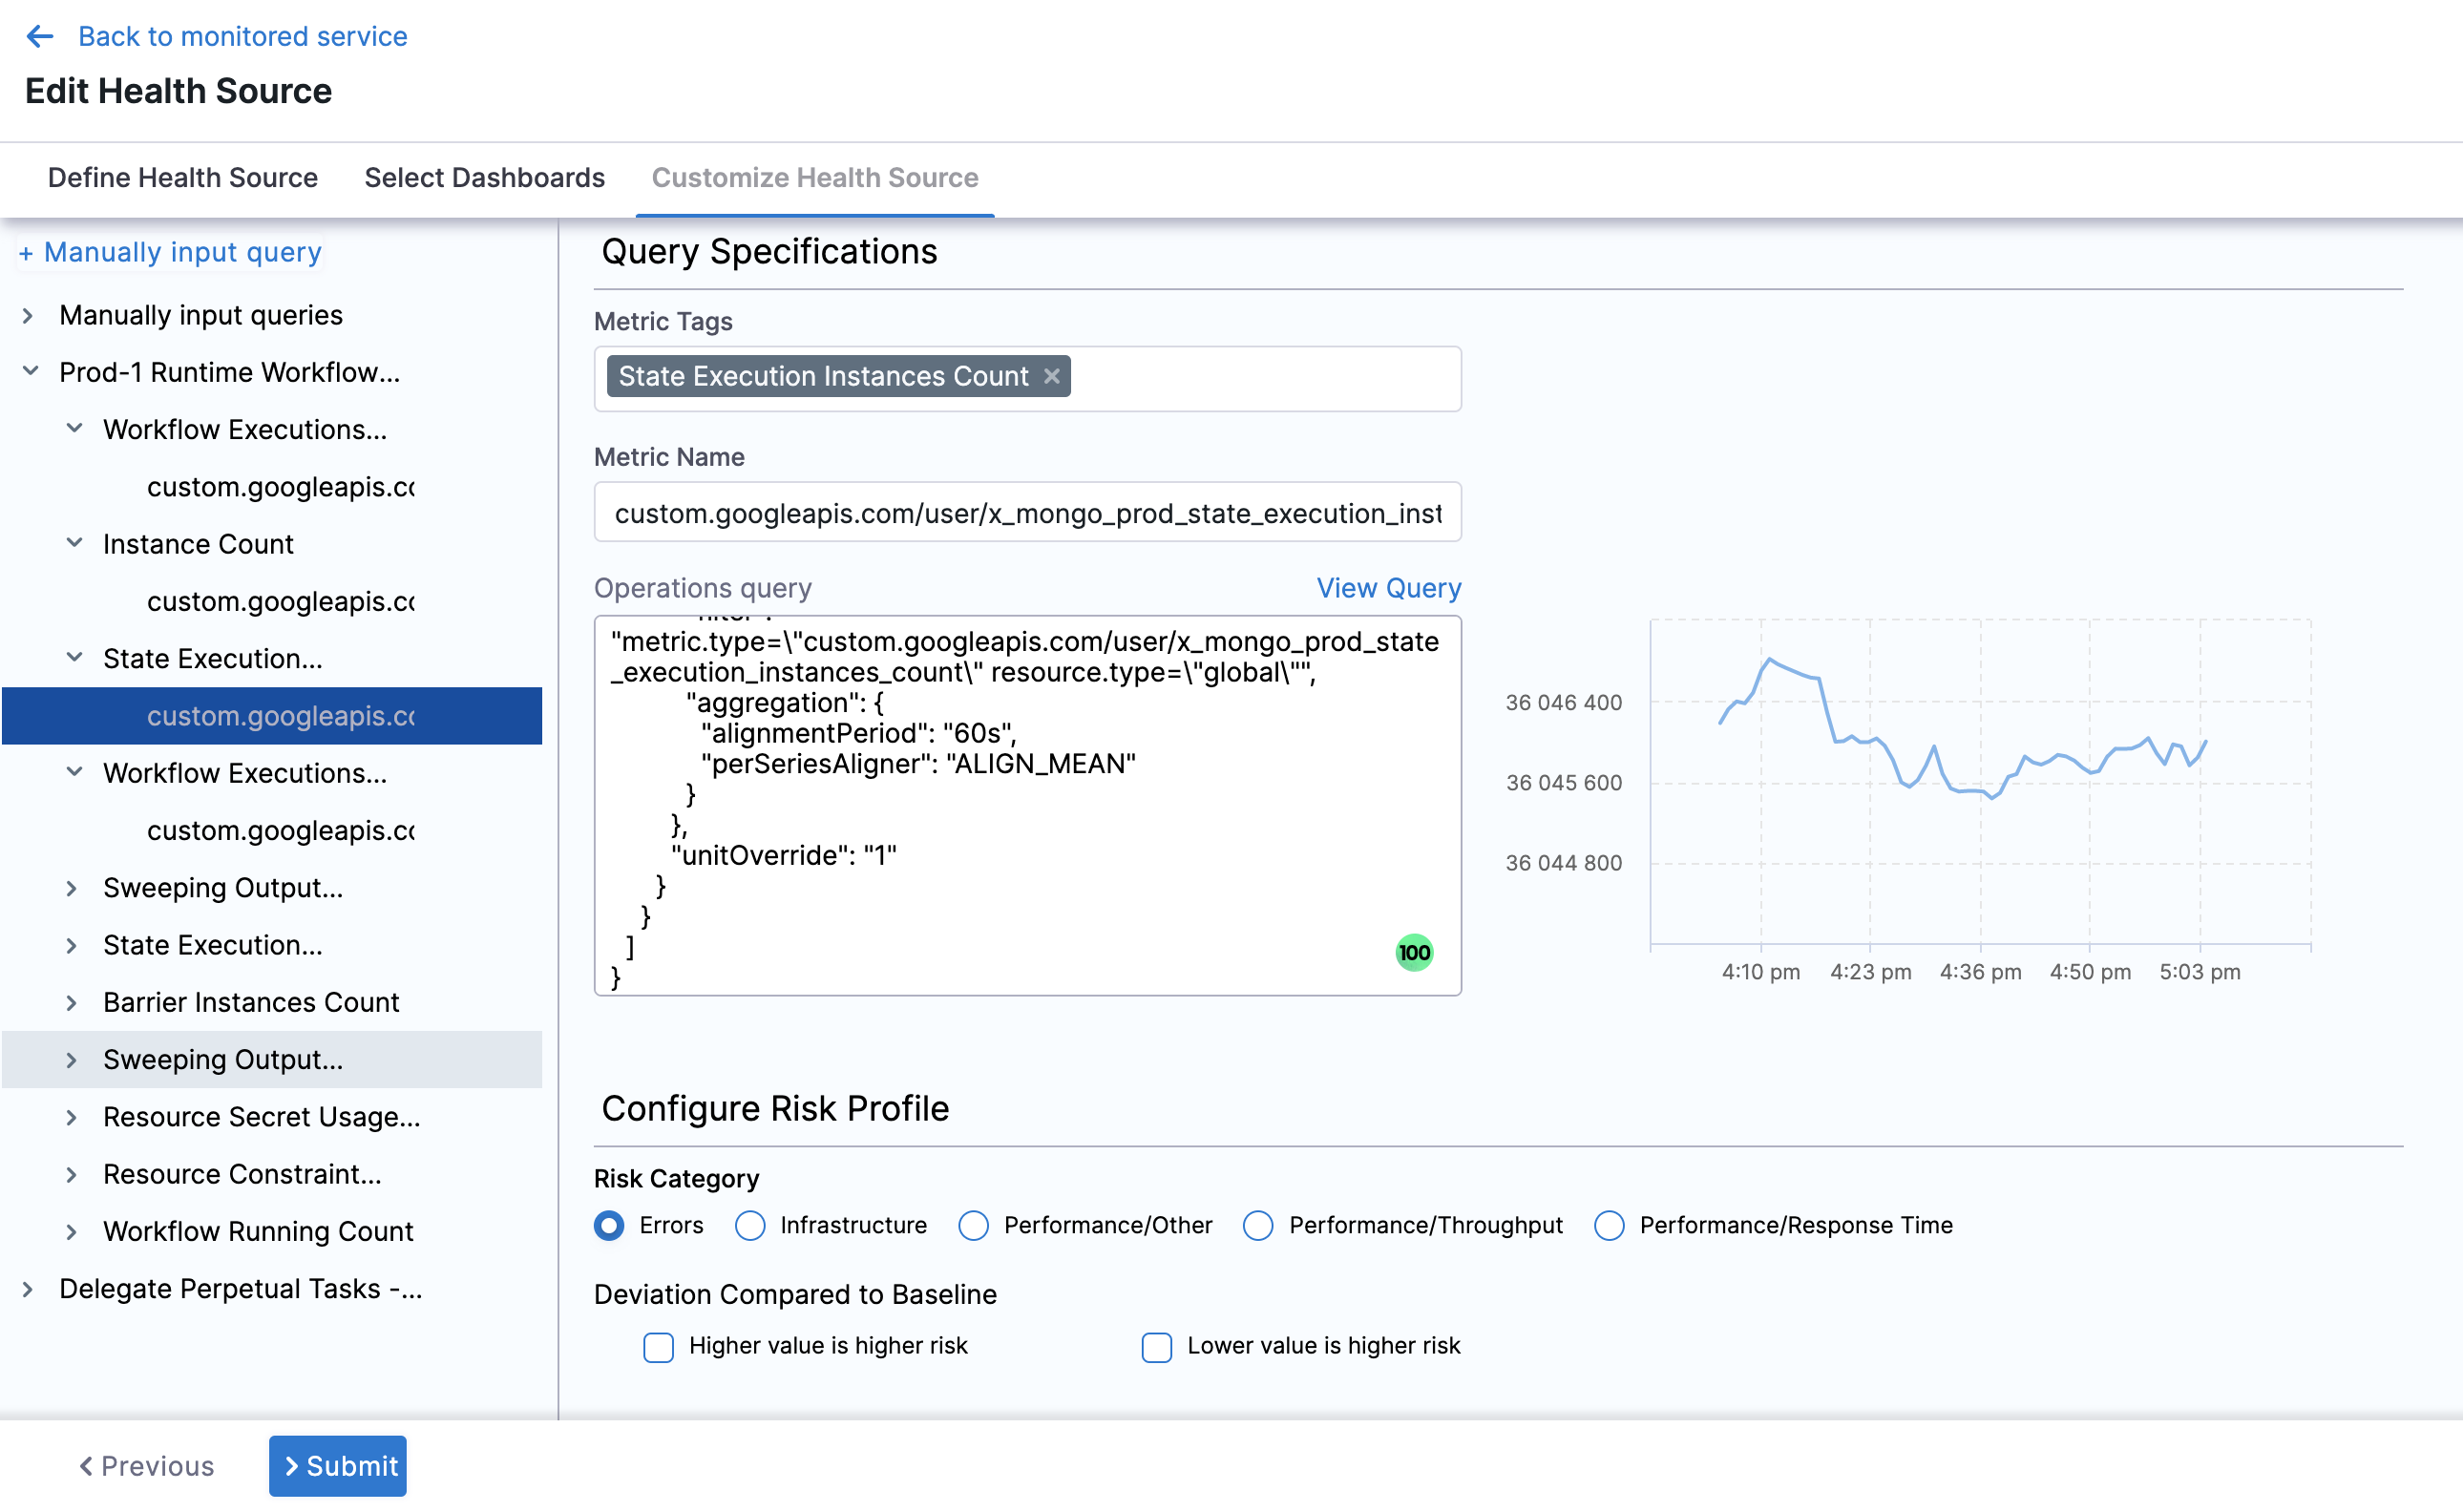 Back to monitored service
Edit Health Source
Define Health Source
Select Dashboards
Customize Health Source
+ Manually input query
Manually input queries
Prod-1 Runtime Workflow...
Workflow Executions...
custom.googleapis.co
Instance Count
custom.googleapis.co
State Execution...
custom.googleapis.co
Workflow Executions...
custom.googleapis.co
Sweeping Output...
State Execution...
Barrier Instances Count
Sweeping Output...
Resource Secret Usage...
Resource Constraint...
Workflow Running Count
Delegate Perpetual Tasks -...
Query Specifications
Metric Tags
State Execution Instances Count ×
Metric Name
custom.googleapis.com/user/x_mongo_prod_state_execution_inst
Operations query
View Query
"metric.type=\"custom.googleapis.com/user/x_mongo_prod_state
_execution_instances_count\" resource.type=\"global\"",
"aggregation": {
"alignmentPeriod": "60s",
"perSeriesAligner": "ALIGN_MEAN"
}
},
"unitOverride": "1"
}
}
]
}
100
36 046 400
36 045 600
36 044 800
4:10 pm
4:23 pm
4:36 pm
4:50 pm
5:03 pm
Configure Risk Profile
Risk Category
Errors
Infrastructure
Performance/Other
Performance/Throughput
Performance/Response Time
Deviation Compared to Baseline
Higher value is higher risk
Lower value is higher risk
Previous
Submit